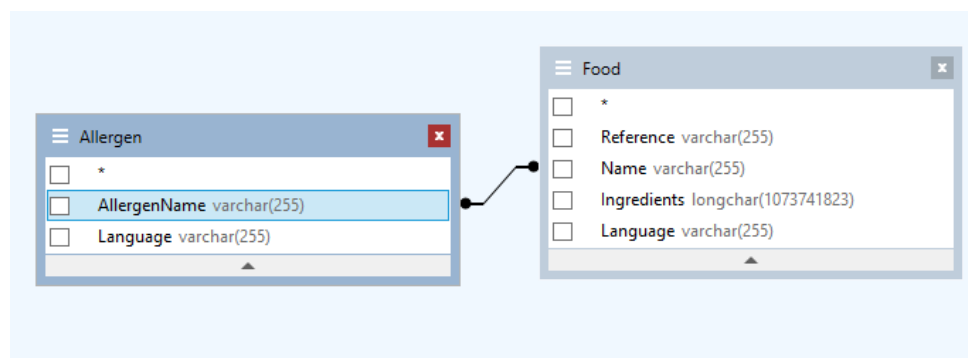 Allergen
*
AllergenName varchar(255)
Language varchar(255)
Food
*
Reference varchar(255)
Name varchar(255)
Ingredients longchar(1073741823)
Language varchar(255)